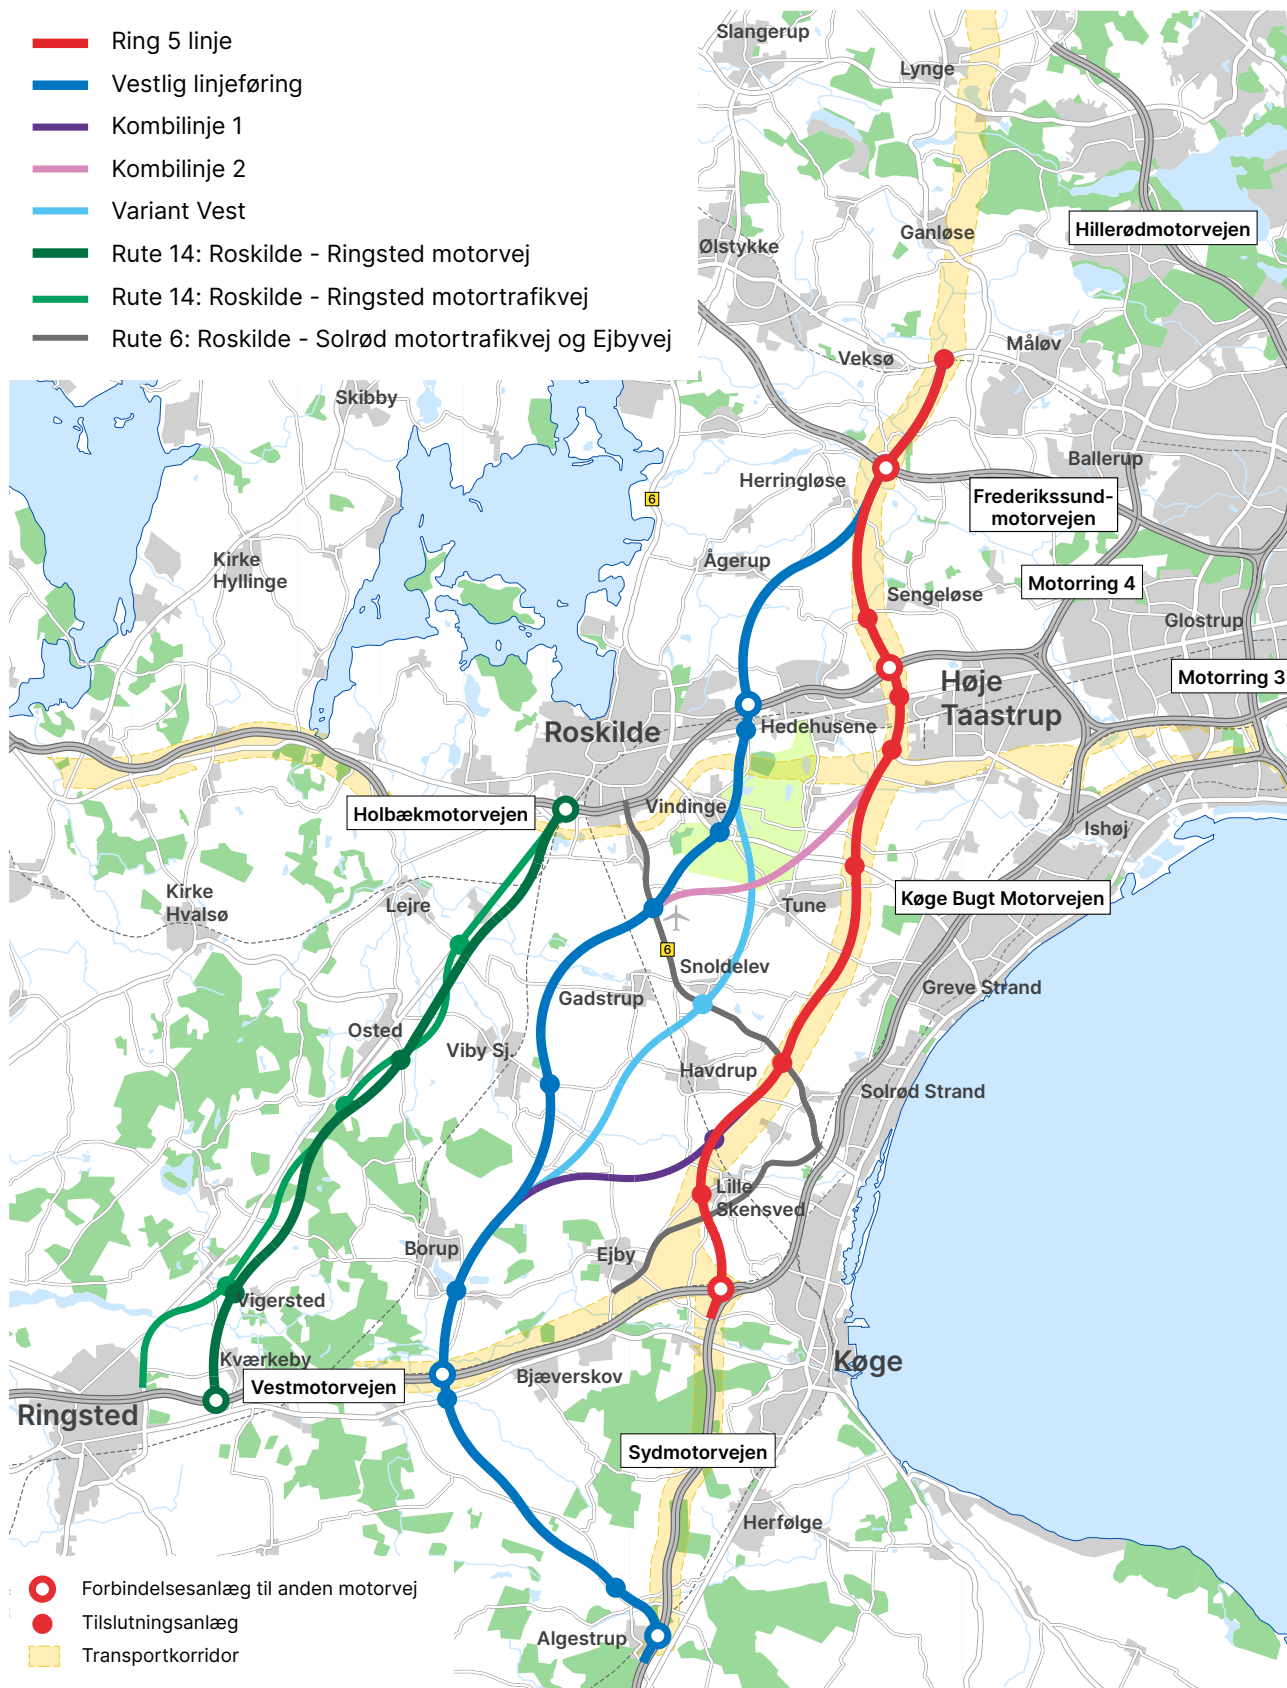 Ring 5 linje
Vestlig linjeføring
Kombilinje 1
Kombilinje 2
Variant Vest
Rute 14: Roskilde - Ringsted motorvej
Rute 14: Roskilde - Ringsted motortrafikvej
Rute 6: Roskilde - Solrød motortrafikvej og Ejbyvej
Slangerup
Lynge
Ganløse
Hillerødmotorvejen
Ølstykke
Måløv
Veksø
Skibby
Ballerup
Herringløse
6
Frederikssund-
motorvejen
Kirke
Hyllinge
Ågerup
Motorring 4
Sengeløse
Glostrup
Motorring 3
Høje
Taastrup
Roskilde
Hedehusene
Vindinge
Holbækmotorvejen
Ishøj
Kirke
Hvalsø
Lejre
Tune
Køge Bugt Motorvejen
6
Snoldelev
Gadstrup
Greve Strand
Osted
Viby Sj.
Havdrup
Solrød Strand
Lille
Skensved
Borup
Ejby
Vigersted
Kværkeby
Køge
Bjæverskov
Vestmotorvejen
Ringsted
Sydmotorvejen
Herfølge
Algestrup
Forbindelsesanlæg til anden motorvej
Tilslutningsanlæg
Transportkorridor